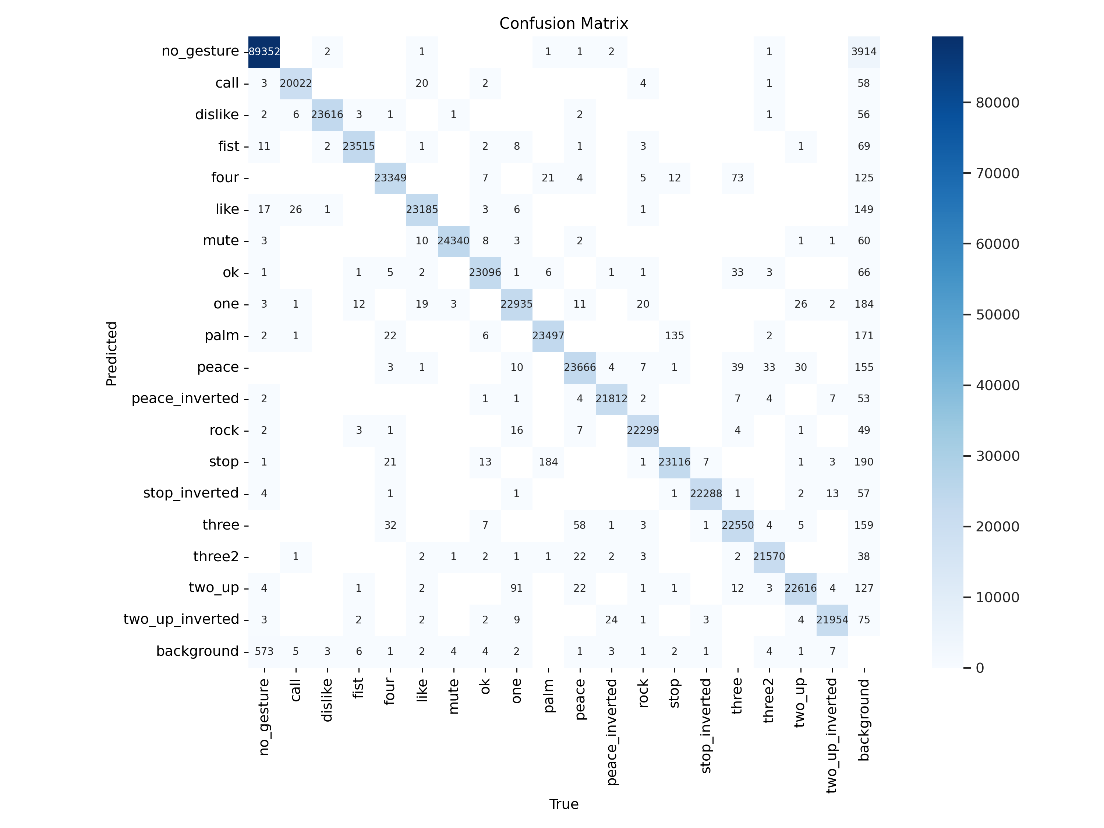 Confusion Matrix
no_gesture 89352 2 1 1 1 2 1 3914
call 3 20022 20 2 4 1 58
dislike 2 6 23616 3 1 1 2 1 56
fist 11 2 23515 1 2 8 1 3 1 69
four 23349 7 21 4 5 12 73 125
like 17 26 1 23185 3 6 1 149
mute 3 10 24340 8 3 2 1 1 60
ok 1 1 5 2 23096 1 6 1 1 33 3 66
one 3 1 12 19 3 22935 11 20 26 2 184
palm 2 1 22 6 23497 135 2 171
peace 3 1 10 23666 4 7 1 39 33 30 155
peace_inverted 2 1 1 4 21812 2 7 4 7 53
rock 2 3 1 16 7 22299 4 1 49
stop 1 21 13 184 1 23116 7 1 3 190
stop_inverted 4 1 1 1 22288 1 2 13 57
three 32 7 58 1 3 1 22550 4 5 159
three2 1 2 1 2 1 1 22 2 3 2 21570 38
two_up 4 1 2 91 22 1 1 12 3 22616 4 127
two_up_inverted 3 2 2 2 9 24 1 3 4 21954 75
background 573 5 3 6 1 2 4 4 2 1 3 1 2 1 4 1 7
Predicted
no_gesture
call
dislike
fist
four
like
mute
ok
one
palm
peace
peace_inverted
rock
stop
stop_inverted
three
three2
two_up
two_up_inverted
background
True
80000
70000
60000
50000
40000
30000
20000
10000
0